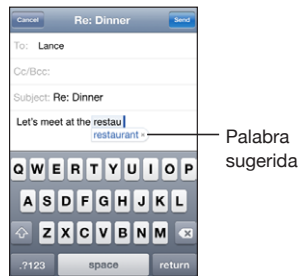 Cancel Re: Dinner Send
To: Lance
Cc/Bcc:
Subject: Re: Dinner
Let's meet at the restau
restaurant ×
Palabra
sugerida
Q W E R T Y U I O P
A S D F G H J K L
Z X C V B N M
.?123 space return